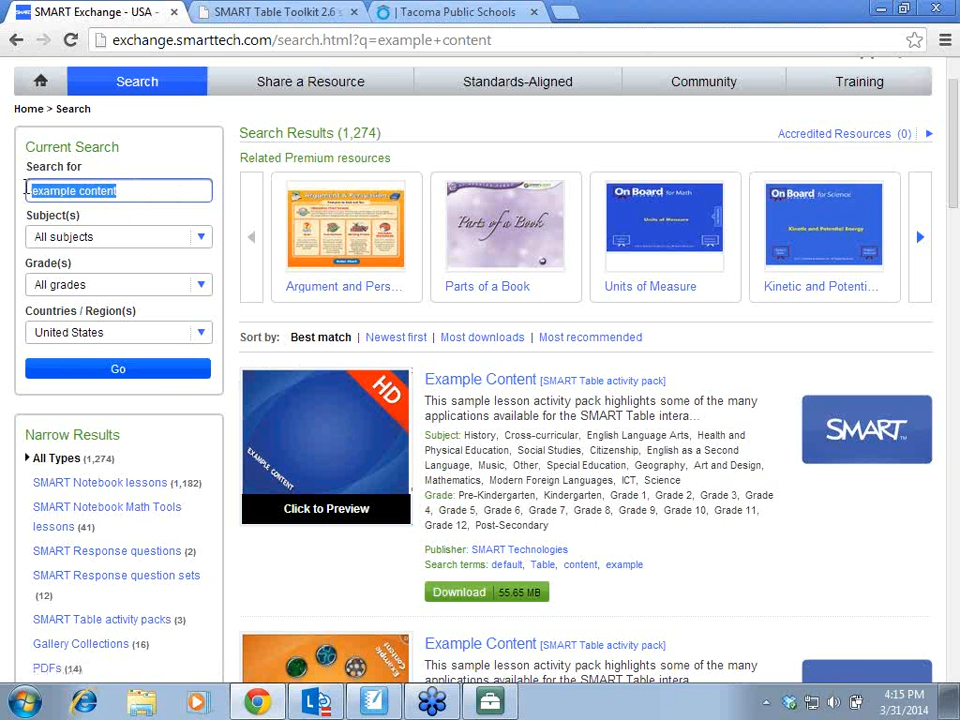 SMART Exchange - USA -
SMART Table Toolkit 2.6
| Tacoma Public Schools
exchange.smarttech.com/search.html?q=example+content
Search
Share a Resource
Standards-Aligned
Community
Training
Home > Search
Current Search
Search for
example content
Subject(s)
All subjects
Grade(s)
All grades
Countries / Region(s)
United States
Go
Narrow Results
All Types (1,274)
SMART Notebook lessons (1,182)
SMART Notebook Math Tools
lessons (41)
SMART Response questions (2)
SMART Response question sets
(12)
SMART Table activity packs (3)
Gallery Collections (16)
PDFs (14)
Search Results (1,274)
Accredited Resources (0)
Related Premium resources
Argument & Persuasion
Argument and Pers...
Parts of a Book
Parts of a Book
On Board for Math
Units of Measure
Units of Measure
On Board for Science
Kinetic and Potential Energy
Kinetic and Potenti...
Sort by: Best match | Newest first | Most downloads | Most recommended
HD
EXAMPLE CONTENT
Click to Preview
Example Content [SMART Table activity pack]
This sample lesson activity pack highlights some of the many
applications available for the SMART Table intera...
Subject: History, Cross-curricular, English Language Arts, Health and
Physical Education, Social Studies, Citizenship, English as a Second
Language, Music, Other, Special Education, Geography, Art and Design,
Mathematics, Modern Foreign Languages, ICT, Science
Grade: Pre-Kindergarten, Kindergarten, Grade 1, Grade 2, Grade 3, Grade
4, Grade 5, Grade 6, Grade 7, Grade 8, Grade 9, Grade 10, Grade 11,
Grade 12, Post-Secondary
Publisher: SMART Technologies
Search terms: default, Table, content, example
Download 55.65 MB
SMART
Example Content
Example Content [SMART Table activity pack]
This sample lesson activity pack highlights some of the many
4:15 PM
3/31/2014